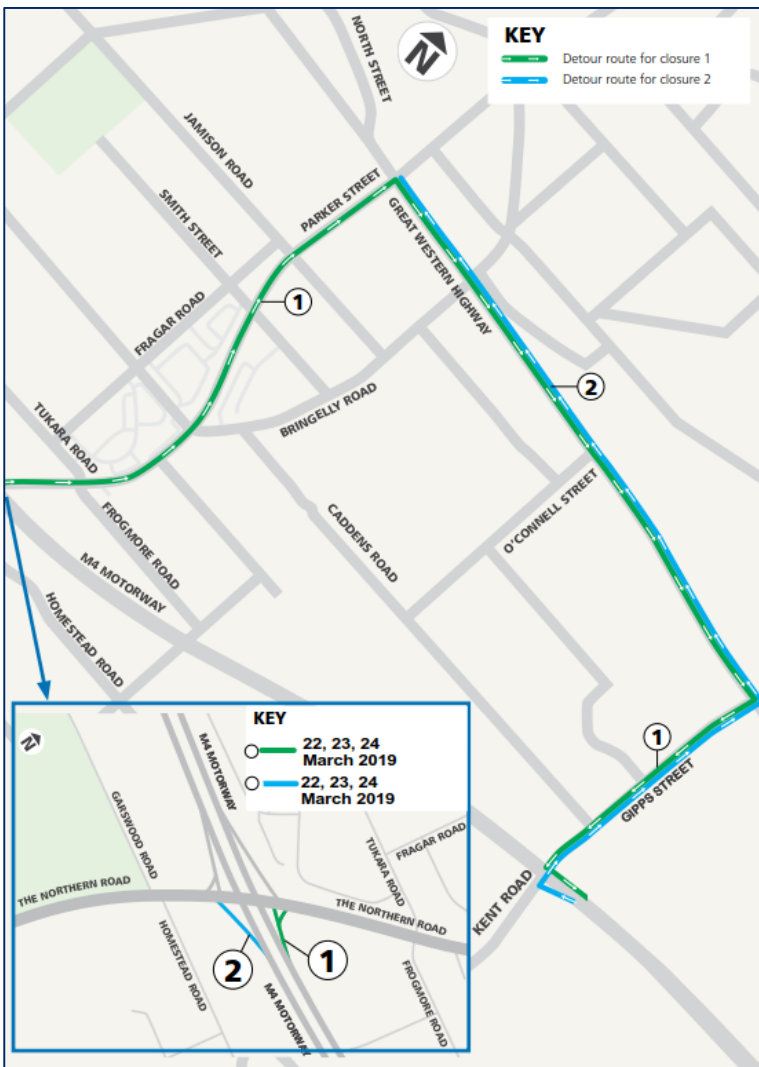 KEY
Detour route for closure 1
Detour route for closure 2
N
NORTH STREET
JAMISON ROAD
PARKER STREET
SMITH STREET
GREAT WESTERN HIGHWAY
1
FRAGAR ROAD
2
BRINGELLY ROAD
TUKARA ROAD
O'CONNELL STREET
FROGMORE ROAD
CADDENS ROAD
M4 MOTORWAY
HOMESTEAD ROAD
1
GIPPS STREET
KENT ROAD
KEY
22, 23, 24
March 2019
22, 23, 24
March 2019
N
M4 MOTORWAY
GARSWOOD ROAD
TUKARA ROAD
FRAGAR ROAD
THE NORTHERN ROAD
THE NORTHERN ROAD
HOMESTEAD ROAD
2
1
M4 MOTORWAY
FROGMORE ROAD